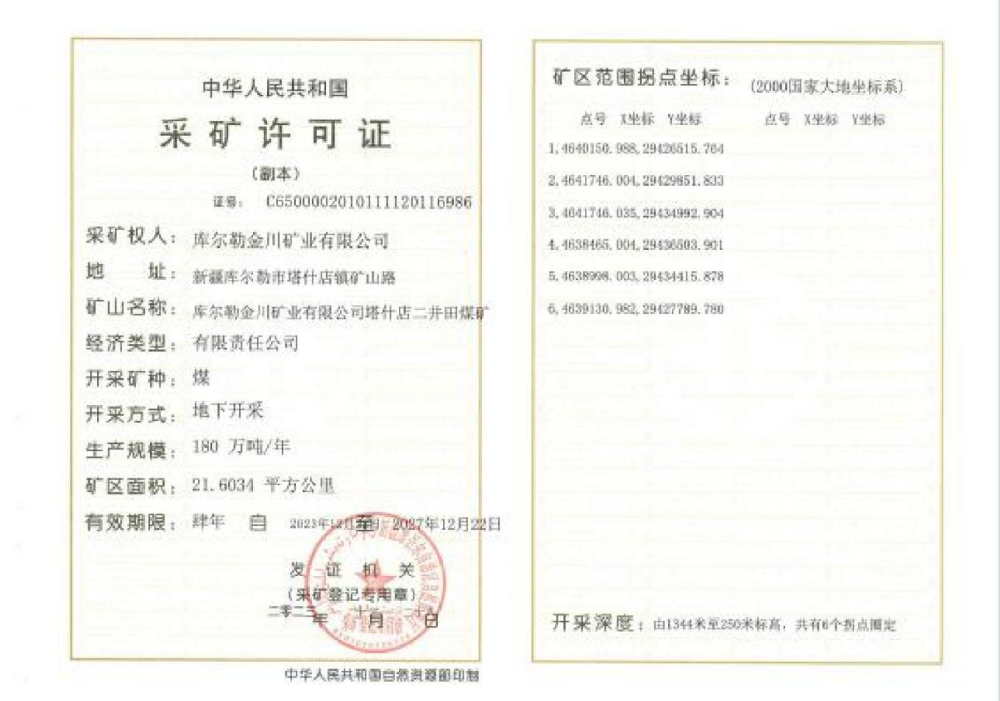 中华人民共和国
采矿许可证
(副本)
证号: C6500002010111120116986
采矿权人: 库尔勒金川矿业有限公司
地 址: 新疆库尔勒市塔什店镇矿山路
矿山名称: 库尔勒金川矿业有限公司塔什店二井田煤矿
经济类型: 有限责任公司
开采矿种: 煤
开采方式: 地下开采
生产规模: 180 万吨/年
矿区面积: 21.6034 平方公里
有效期限: 肆年 自 2023年12月 日 至 2027年12月22日
发证机关
(采矿登记专用章)
二零二三年 月 日
中华人民共和国自然资源部印制
矿区范围拐点坐标: (2000国家大地坐标系)
点号 X坐标 Y坐标 点号 X坐标 Y坐标
1,4640150.988,29426515.764
2,4641746.004,29429851.833
3,4641746.035,29434992.904
4,4638465.004,29436503.901
5,4638998.003,29434415.878
6,4639130.982,29427789.780
开采深度: 由1344米至250米标高, 共有6个拐点圈定